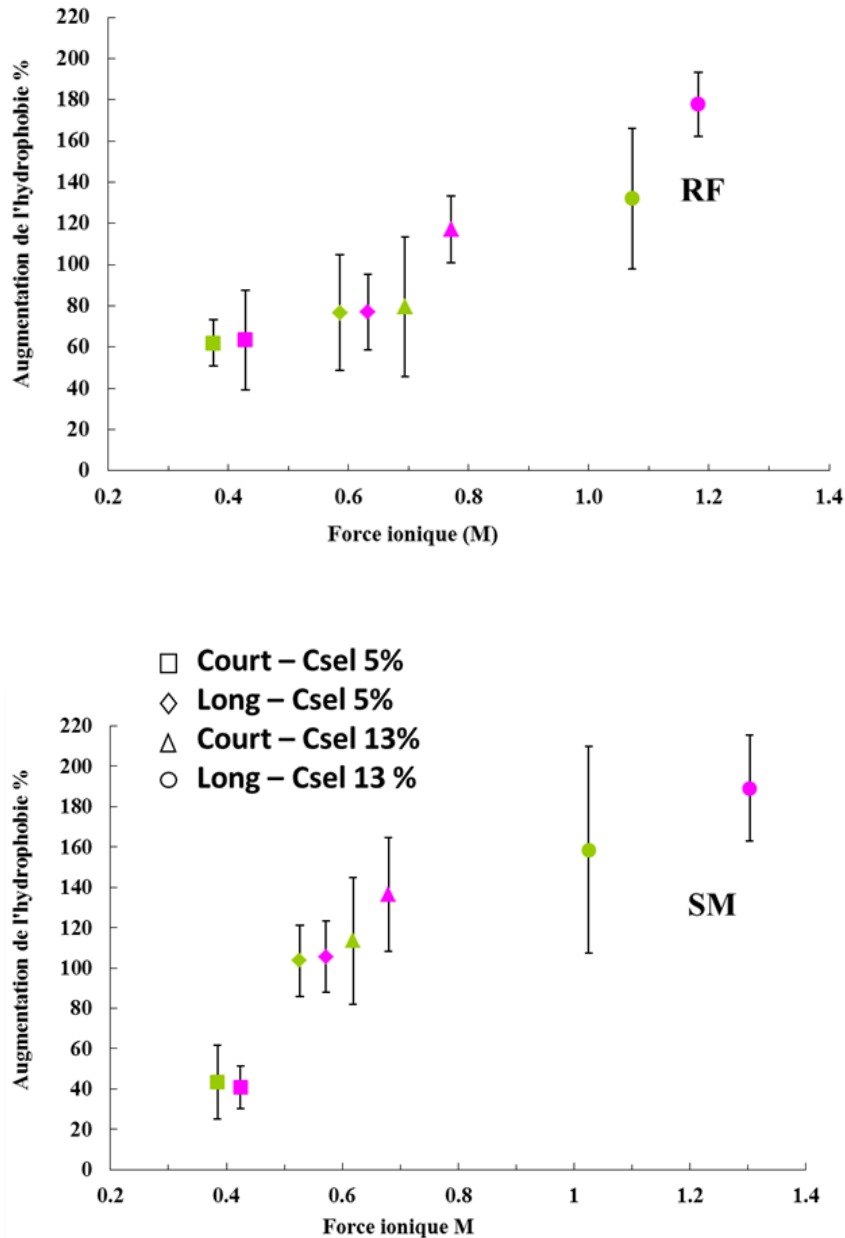 Augmentation de l'hydrophobie %
220
200
180
160
140
120
100
80
60
40
20
0
RF
0.2 0.4 0.6 0.8 1.0 1.2 1.4
Force ionique (M)
Court – Csel 5%
Long – Csel 5%
Court – Csel 13%
Long – Csel 13 %
Augmentation de l'hydrophobie %
220
200
180
160
140
120
100
80
60
40
20
0
SM
0.2 0.4 0.6 0.8 1 1.2 1.4
Force ionique M